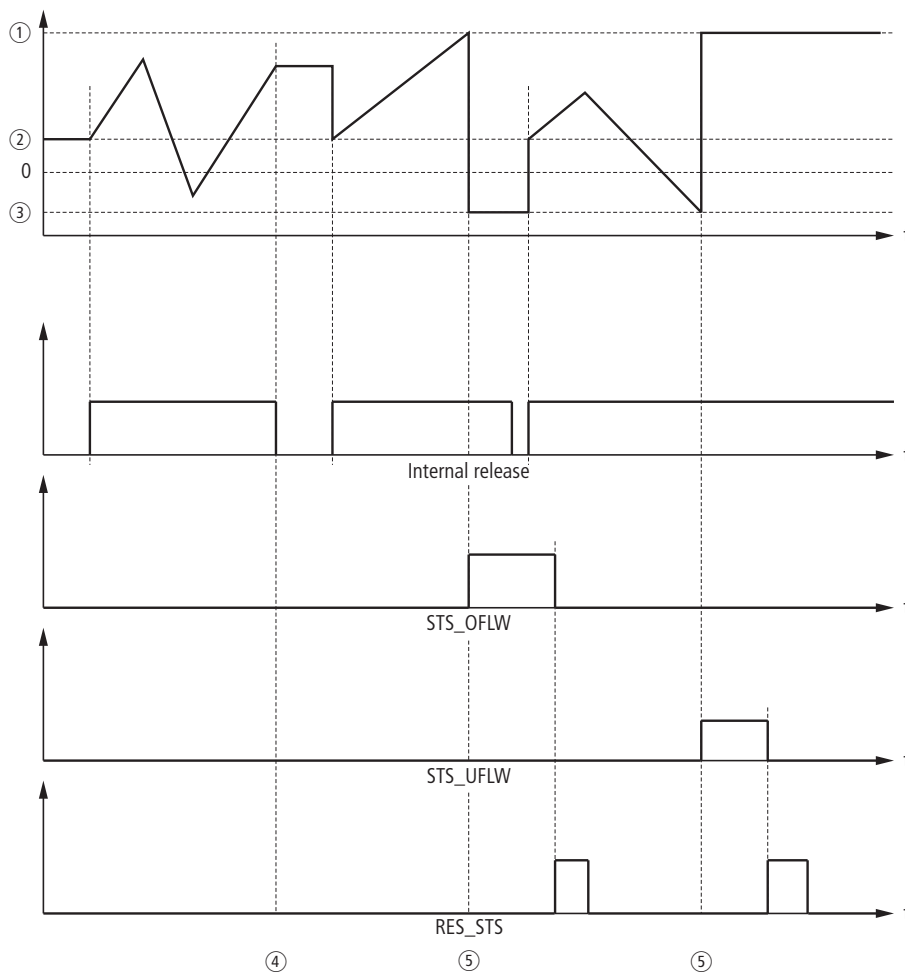 ①
②
0
③
Internal release
STS_OFLW
STS_UFLW
RES_STS
④ ⑤ ⑤